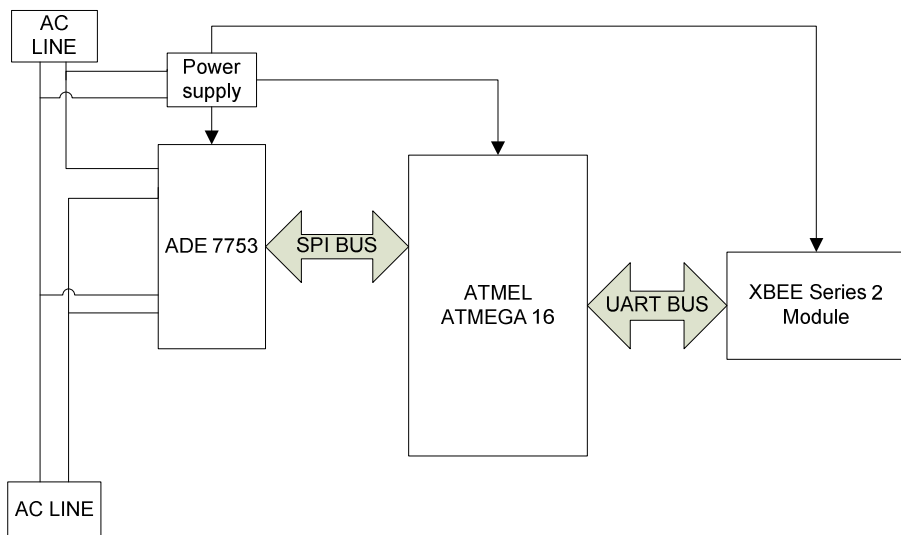 AC
LINE
Power
supply
ADE 7753
SPI BUS
ATMEL
ATMEGA 16
UART BUS
XBEE Series 2
Module
AC LINE